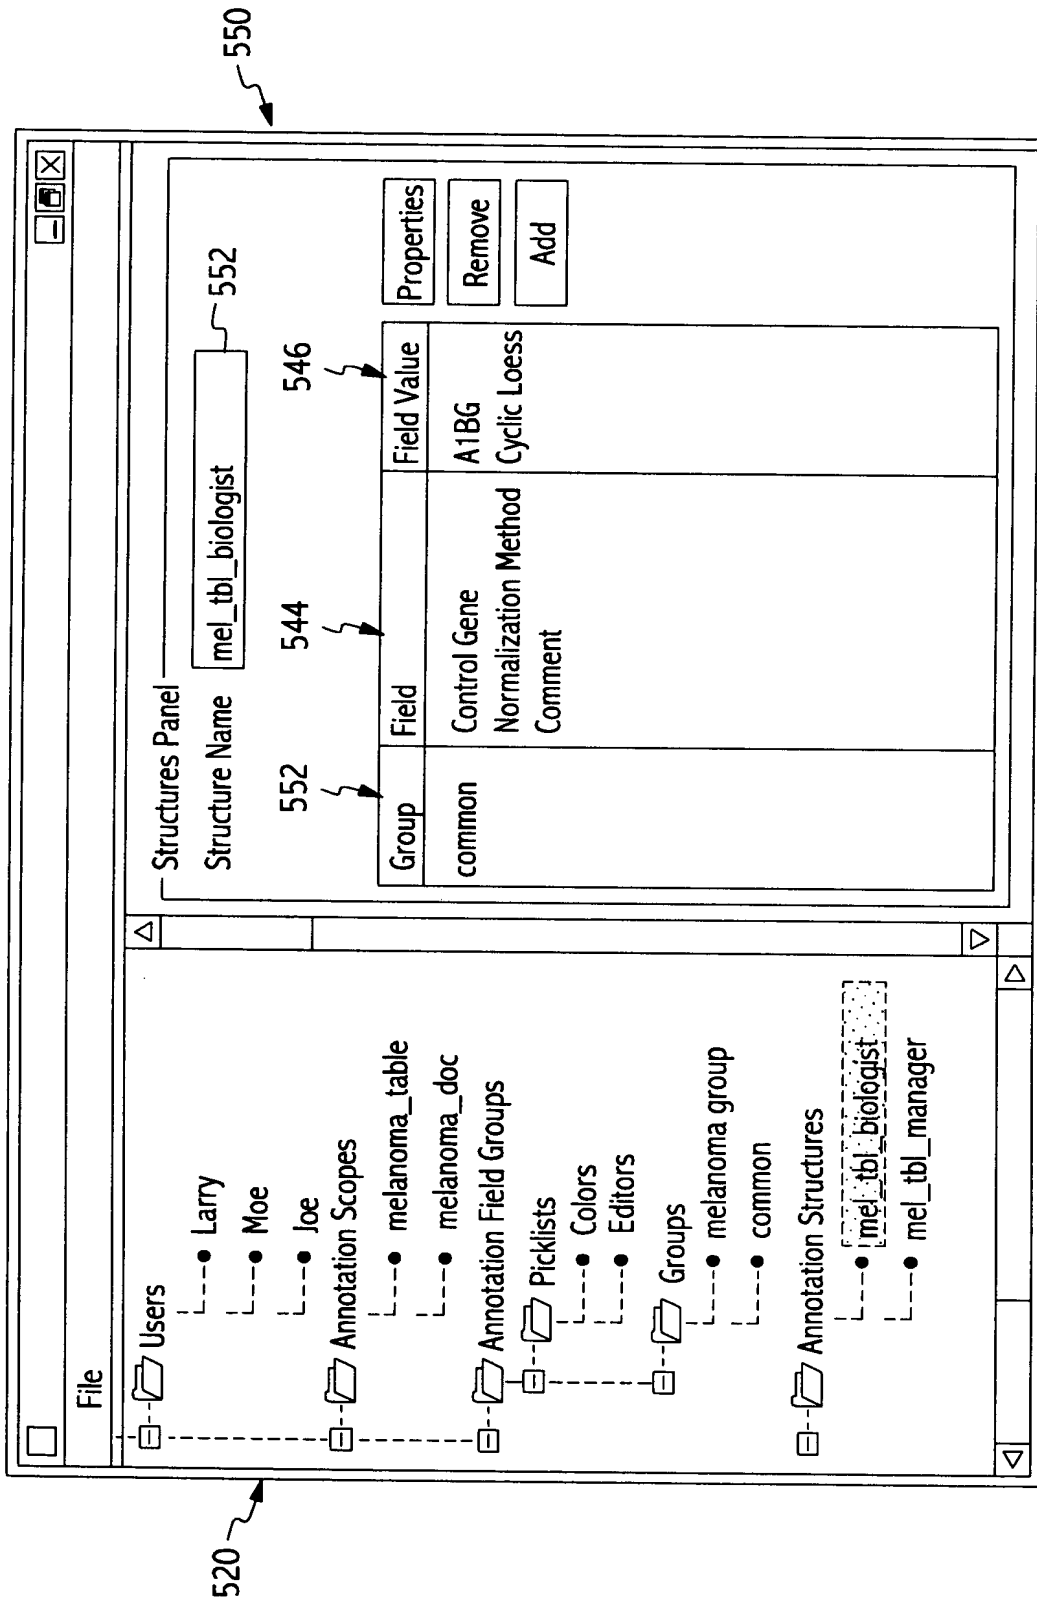 550
520
File
Users
Larry
Moe
Joe
Annotation Scopes
melanoma_table
melanoma_doc
Annotation Field Groups
Picklists
Colors
Editors
Groups
melanoma group
common
Annotation Structures
mel_tbl_biologist
mel_tbl_manager
Structures Panel
Structure Name mel_tbl_biologist 552
552 544 546
Group Field Field Value
common Control Gene A1BG
Normalization Method Cyclic Loess
Comment
Properties
Remove
Add